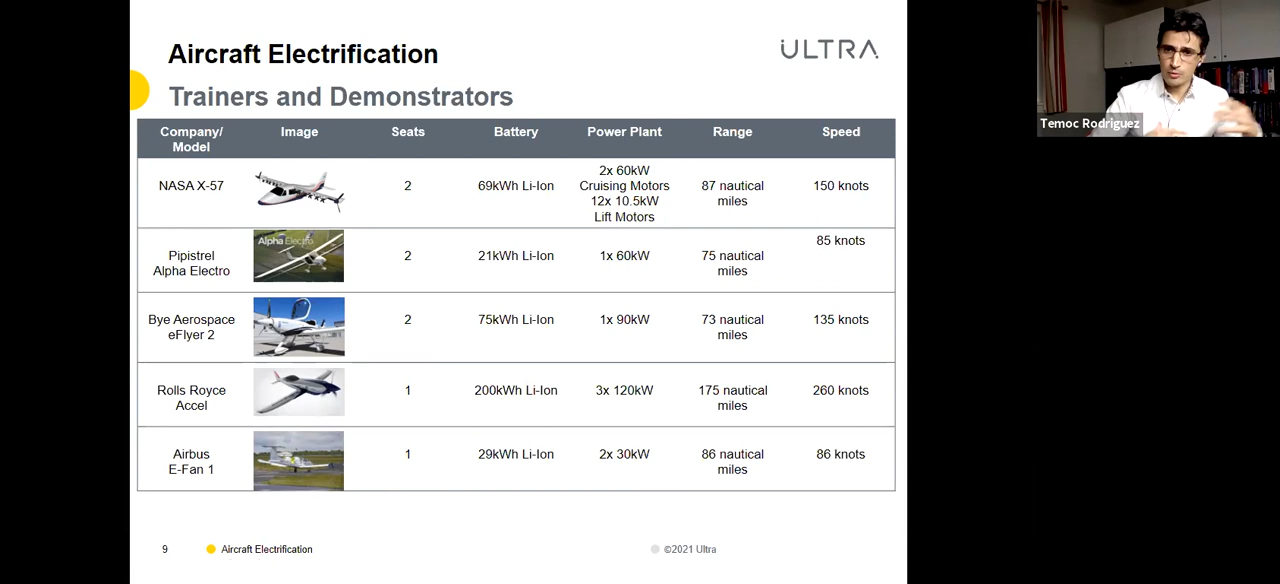 Aircraft Electrification
ULTRA
Trainers and Demonstrators
Company/ Image Seats Battery Power Plant Range Speed
Model
NASA X-57 2 69kWh Li-Ion 2x 60kW 87 nautical 150 knots
Cruising Motors miles
12x 10.5kW
Lift Motors
Pipistrel Alpha Electro 2 21kWh Li-Ion 1x 60kW 75 nautical 85 knots
Alpha Electro miles
Bye Aerospace 2 75kWh Li-Ion 1x 90kW 73 nautical 135 knots
eFlyer 2 miles
Rolls Royce 1 200kWh Li-Ion 3x 120kW 175 nautical 260 knots
Accel miles
Airbus 1 29kWh Li-Ion 2x 30kW 86 nautical 86 knots
E-Fan 1 miles
9 Aircraft Electrification ©2021 Ultra
Temoc Rodriguez